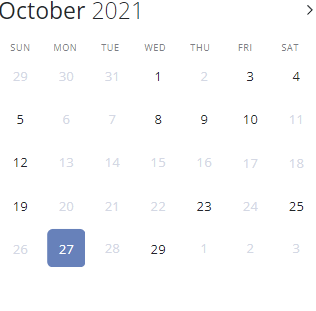 October 2021
SUN MON TUE WED THU FRI SAT
29 30 31 1 2 3 4
5 6 7 8 9 10 11
12 13 14 15 16 17 18
19 20 21 22 23 24 25
26 27 28 29 1 2 3